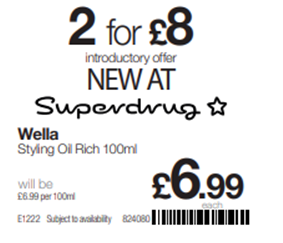 2 for £8
introductory offer
NEW AT
Superdrug
Wella
Styling Oil Rich 100ml
will be
£6.99 per 100ml
£6.99
each
E1222 Subject to availability 824080